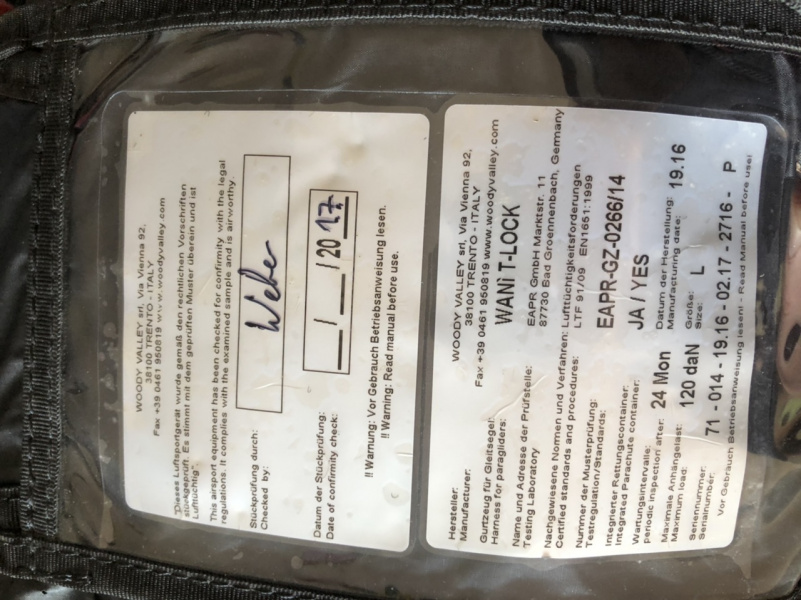 WOODY VALLEY srl, Via Vienna 92,
38100 TRENTO - ITALY
Fax +39 0461 950819 www.woodyvalley.com
"Dieses Luftsportgerät wurde gemäß den rechtlichen Vorschriften
stückgeprüft. Es stimmt mit dem geprüften Muster überein und ist
Lufttüchtig"
This airsport equipment has been checked for confirmity with the legal
regulations. It complies with the examined sample and is airworthy.
Stückprüfung durch:
Checked by:
Weber
Datum der Stückprüfung:
Date of confirmity check:
__/__/20 17
!! Warnung: Vor Gebrauch Betriebsanweisung lesen.
!! Warnling: Read manual before use.
Hersteller: WOODY VALLEY srl, Via Vienna 92,
Manufacturer: 38100 TRENTO - ITALY
Fax +39 0461 950819 www.woodyvalley.com
Gurtzeug für Gleitsegel:
Harness for paragliders: WANi T-LOCK
Name und Adresse der Prüfstelle: EAPR GmbH Marktstr. 11
Testing Laboratory 87730 Bad Groennenbach, Germany
Nachgewiesene Normen und Verfahren: Lufttüchtigkeitsforderungen
Certified standards and procedures: LTF 91/09 EN1651:1999
Nummer der Musterprüfung:
Testregulation/Standards: EAPR-GZ-0266/14
Integrierter Rettungscontainer:
Integrated Parachute container: JA / YES
Wartungsintervalle: Datum der Herstellung:
periodic inspection after: 24 Mon Manufacturing date: 19.16
Maximale Anhängelast: Größe:
Maximum load: 120 daN Size: L
Seriennummer:
Serialnumber: 71 - 014 - 19.16 - 02.17 - 2716 - P
Vor Gebrauch Betriebsanweisung lesen! - Read Manual before use!